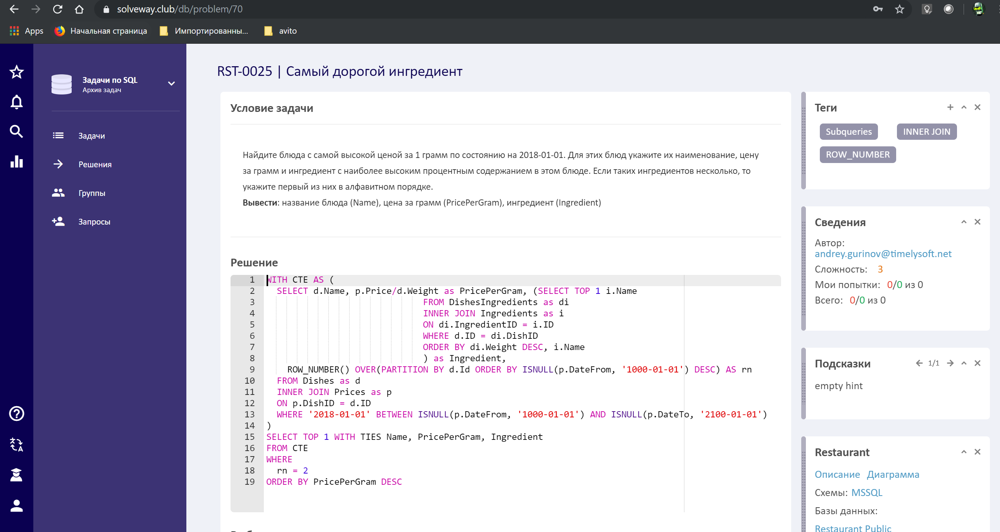 solveway.club/db/problem/70
Apps
Начальная страница
Импортированны...
avito
Задачи по SQL
Архив задач
Задачи
Решения
Группы
Запросы
RST-0025 | Самый дорогой ингредиент
Условие задачи
Найдите блюда с самой высокой ценой за 1 грамм по состоянию на 2018-01-01. Для этих блюд укажите их наименование, цену
за грамм и ингредиент с наиболее высоким процентным содержанием в этом блюде. Если таких ингредиентов несколько, то
укажите первый из них в алфавитном порядке.
Вывести: название блюда (Name), цена за грамм (PricePerGram), ингредиент (Ingredient)
Решение
1 WITH CTE AS (
2 SELECT d.Name, p.Price/d.Weight as PricePerGram, (SELECT TOP 1 i.Name
3 FROM DishesIngredients as di
4 INNER JOIN Ingredients as i
5 ON di.IngredientID = i.ID
6 WHERE d.ID = di.DishID
7 ORDER BY di.Weight DESC, i.Name
8 ) as Ingredient,
9 ROW_NUMBER() OVER(PARTITION BY d.Id ORDER BY ISNULL(p.DateFrom, '1000-01-01') DESC) AS rn
10 FROM Dishes as d
11 INNER JOIN Prices as p
12 ON p.DishID = d.ID
13 WHERE '2018-01-01' BETWEEN ISNULL(p.DateFrom, '1000-01-01') AND ISNULL(p.DateTo, '2100-01-01')
14 )
15 SELECT TOP 1 WITH TIES Name, PricePerGram, Ingredient
16 FROM CTE
17 WHERE
18 rn = 2
19 ORDER BY PricePerGram DESC
Теги
Subqueries
INNER JOIN
ROW_NUMBER
Сведения
Автор:
andrey.gurinov@timelysoft.net
Сложность: 3
Мои попытки: 0/0 из 0
Всего: 0/0 из 0
Подсказки
1/1
empty hint
Restaurant
Описание Диаграмма
Схемы: MSSQL
Базы данных:
Restaurant Public